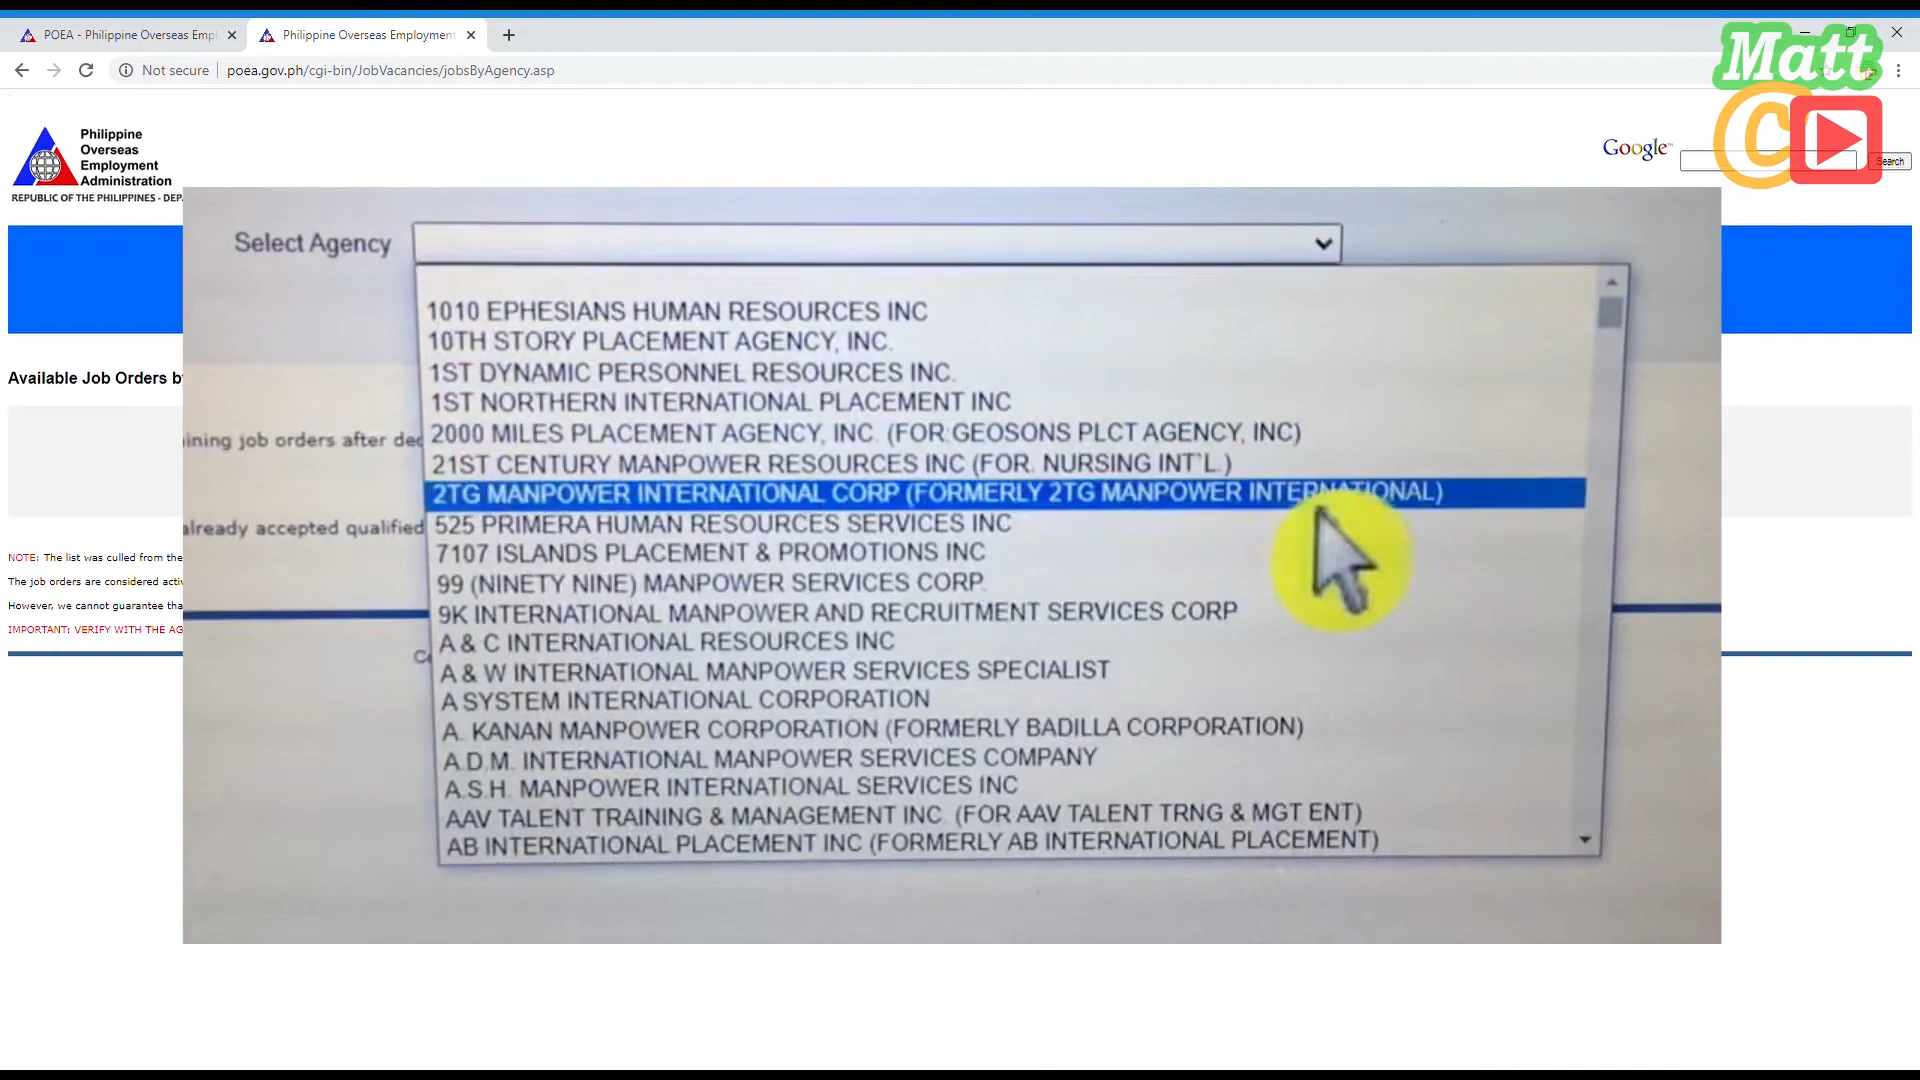 POEA - Philippine Overseas Empl
Philippine Overseas Employment
Not secure
poea.gov.ph/cgi-bin/JobVacancies/jobsByAgency.asp
Matt
C
Philippine
Overseas
Employment
Administration
REPUBLIC OF THE PHILIPPINES - DEPA
Google™
Search
Select Agency
1010 EPHESIANS HUMAN RESOURCES INC
10TH STORY PLACEMENT AGENCY, INC.
1ST DYNAMIC PERSONNEL RESOURCES INC.
1ST NORTHERN INTERNATIONAL PLACEMENT INC
2000 MILES PLACEMENT AGENCY, INC. (FOR GEOSONS PLCT AGENCY, INC)
21ST CENTURY MANPOWER RESOURCES INC (FOR. NURSING INT`L.)
2TG MANPOWER INTERNATIONAL CORP (FORMERLY 2TG MANPOWER INTERNATIONAL)
525 PRIMERA HUMAN RESOURCES SERVICES INC
7107 ISLANDS PLACEMENT & PROMOTIONS INC
99 (NINETY NINE) MANPOWER SERVICES CORP.
9K INTERNATIONAL MANPOWER AND RECRUITMENT SERVICES CORP
A & C INTERNATIONAL RESOURCES INC
A & W INTERNATIONAL MANPOWER SERVICES SPECIALIST
A SYSTEM INTERNATIONAL CORPORATION
A. KANAN MANPOWER CORPORATION (FORMERLY BADILLA CORPORATION)
A.D.M. INTERNATIONAL MANPOWER SERVICES COMPANY
A.S.H. MANPOWER INTERNATIONAL SERVICES INC
AAV TALENT TRAINING & MANAGEMENT INC. (FOR AAV TALENT TRNG & MGT ENT)
AB INTERNATIONAL PLACEMENT INC (FORMERLY AB INTERNATIONAL PLACEMENT)
Available Job Orders by
ining job orders after dec
already accepted qualified
NOTE: The list was culled from the
The job orders are considered activ
However, we cannot guarantee tha
IMPORTANT: VERIFY WITH THE AG